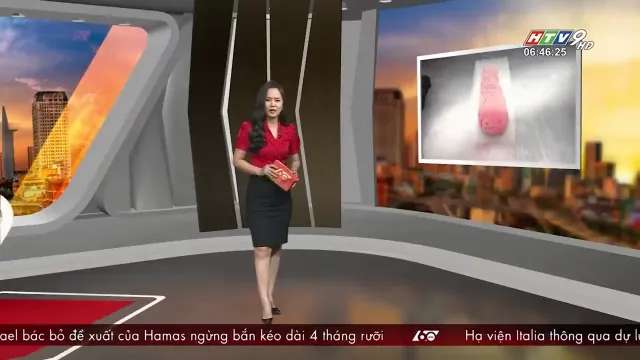 HTV9 HD
06:46:25
ael bác bỏ đề xuất của Hamas ngừng bắn kéo dài 4 tháng rưỡi 60 Hạ viện Italia thông qua dự l